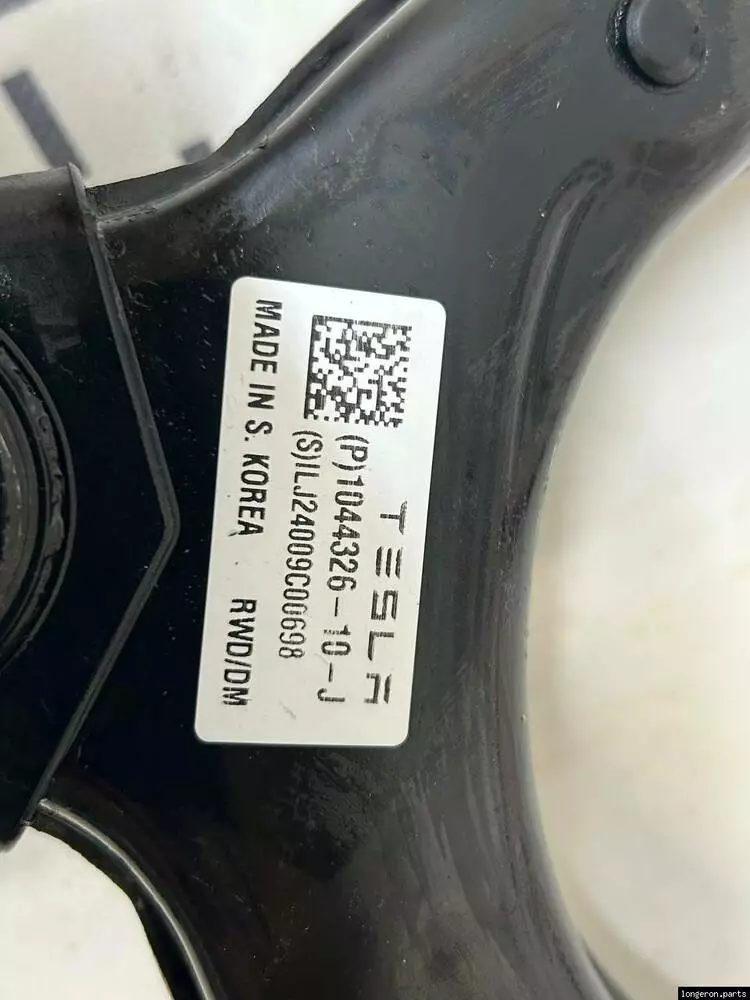 TESLA
(P)1044326-10-J
(S)ILJ24009C00698
MADE IN S. KOREA RWD/DM
longeron.parts